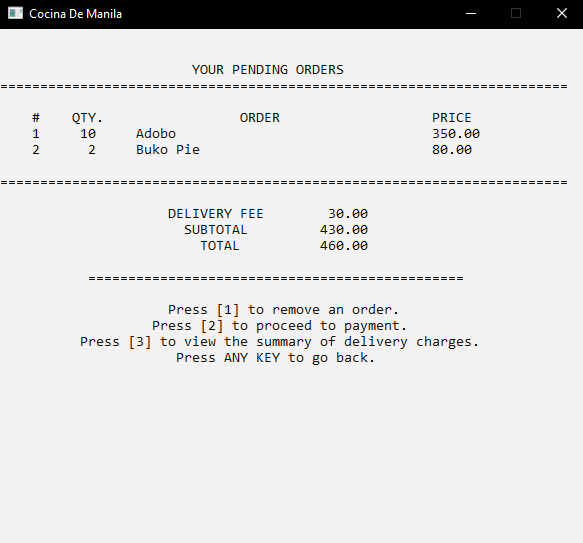 Cocina De Manila
YOUR PENDING ORDERS
=======================================================================
# QTY. ORDER PRICE
1 10 Adobo 350.00
2 2 Buko Pie 80.00
=======================================================================
DELIVERY FEE 30.00
SUBTOTAL 430.00
TOTAL 460.00
===============================================
Press [1] to remove an order.
Press [2] to proceed to payment.
Press [3] to view the summary of delivery charges.
Press ANY KEY to go back.